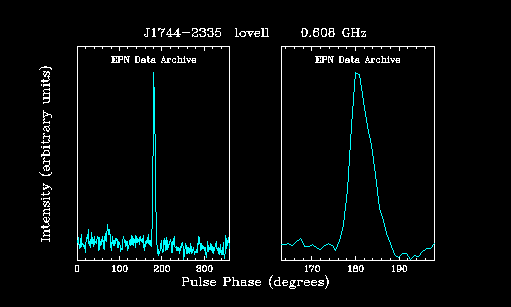 J1744-2335 lovell 0.608 GHz
EPN Data Archive EPN Data Archive
Intensity (arbitrary units)
0 100 200 300 170 180 190
Pulse Phase (degrees)